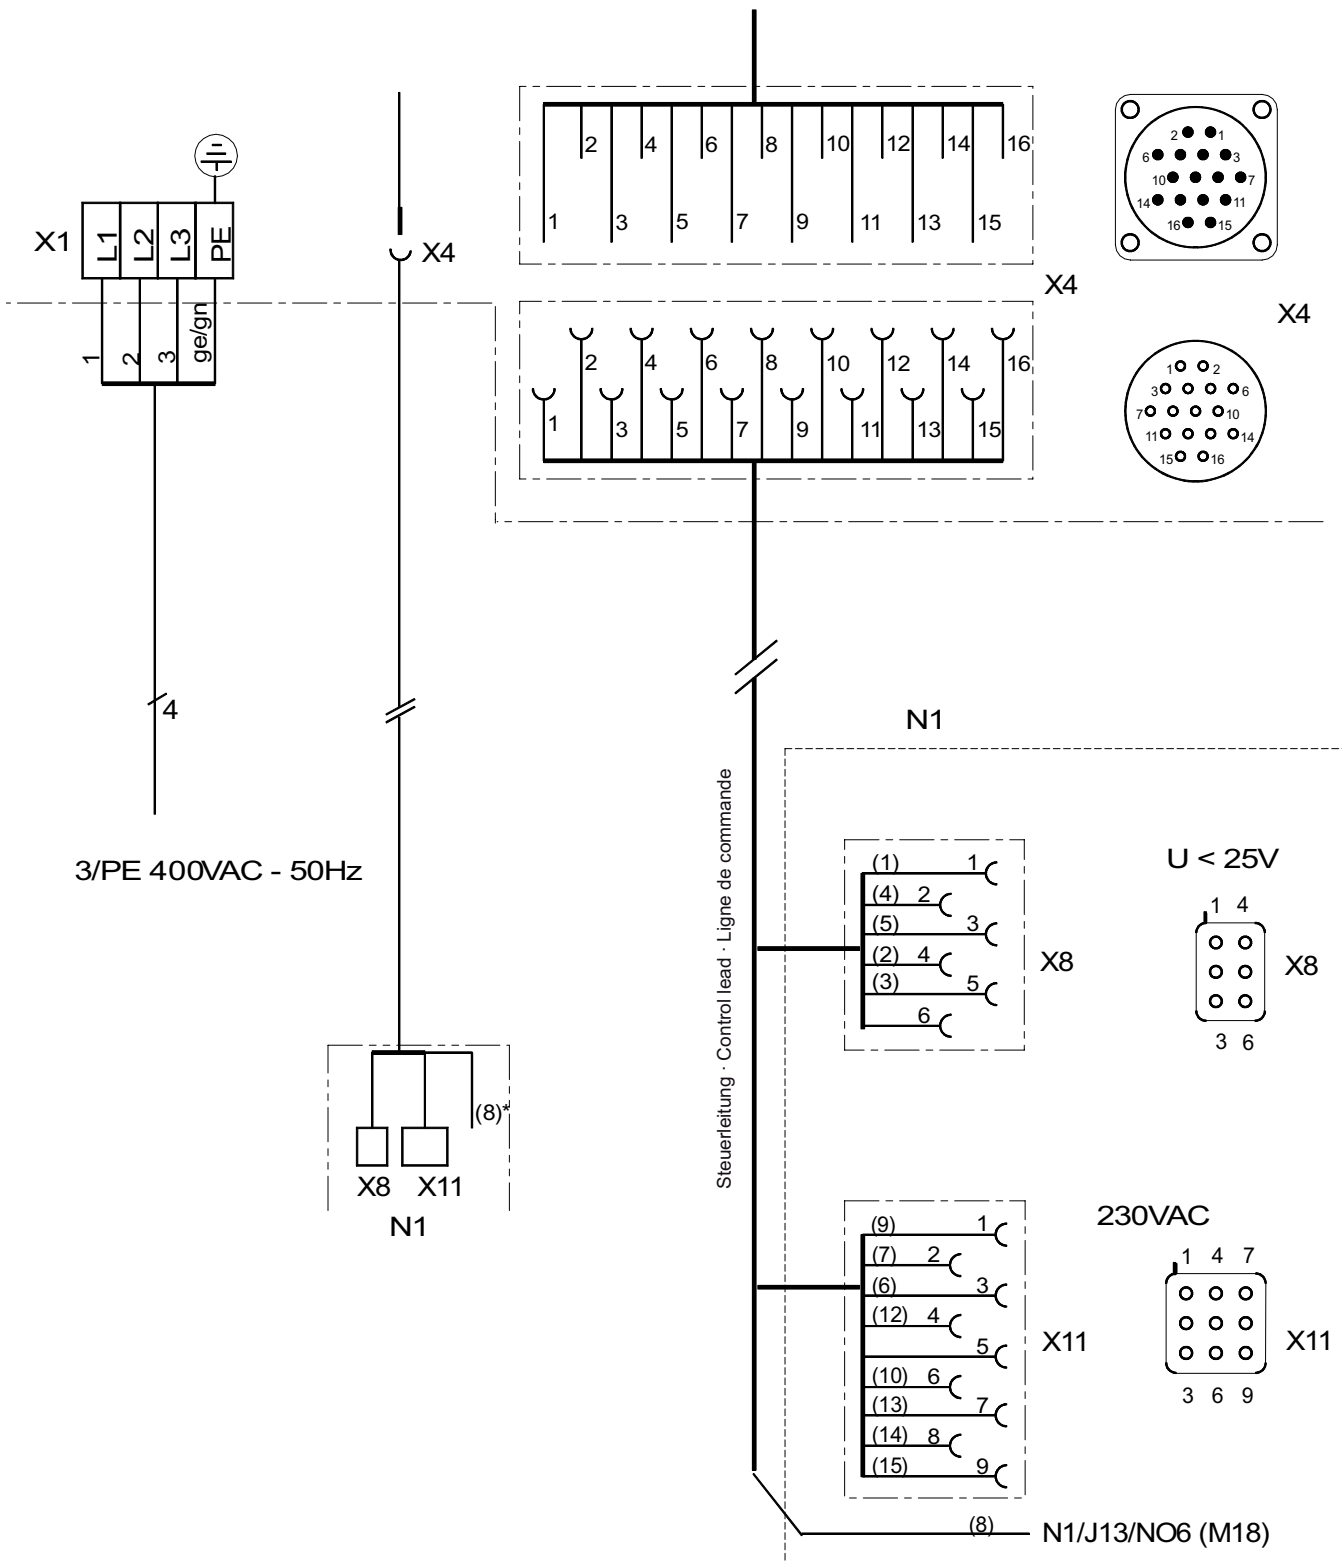 2 4 6 8 10 12 14 16
1 3 5 7 9 11 13 15
X4
2 1
6 3
10 7
14 11
16 15
X1 L1 L2 L3 PE
X4
1 2 3 ge/gn
2 4 6 8 10 12 14 16
1 3 5 7 9 11 13 15
X4
1 2
3 6
7 10
11 14
15 16
4
3/PE 400VAC - 50Hz
Steuerleitung · Control lead · Ligne de commande
N1
(1) 1
(4) 2
(5) 3
(2) 4
(3) 5
6
X8
U < 25V
1 4
X8
3 6
(8)*
X8 X11
N1
(9) 1
(7) 2
(6) 3
(12) 4
5
(10) 6
(13) 7
(14) 8
(15) 9
X11
230VAC
1 4 7
X11
3 6 9
(8) N1/J13/NO6 (M18)